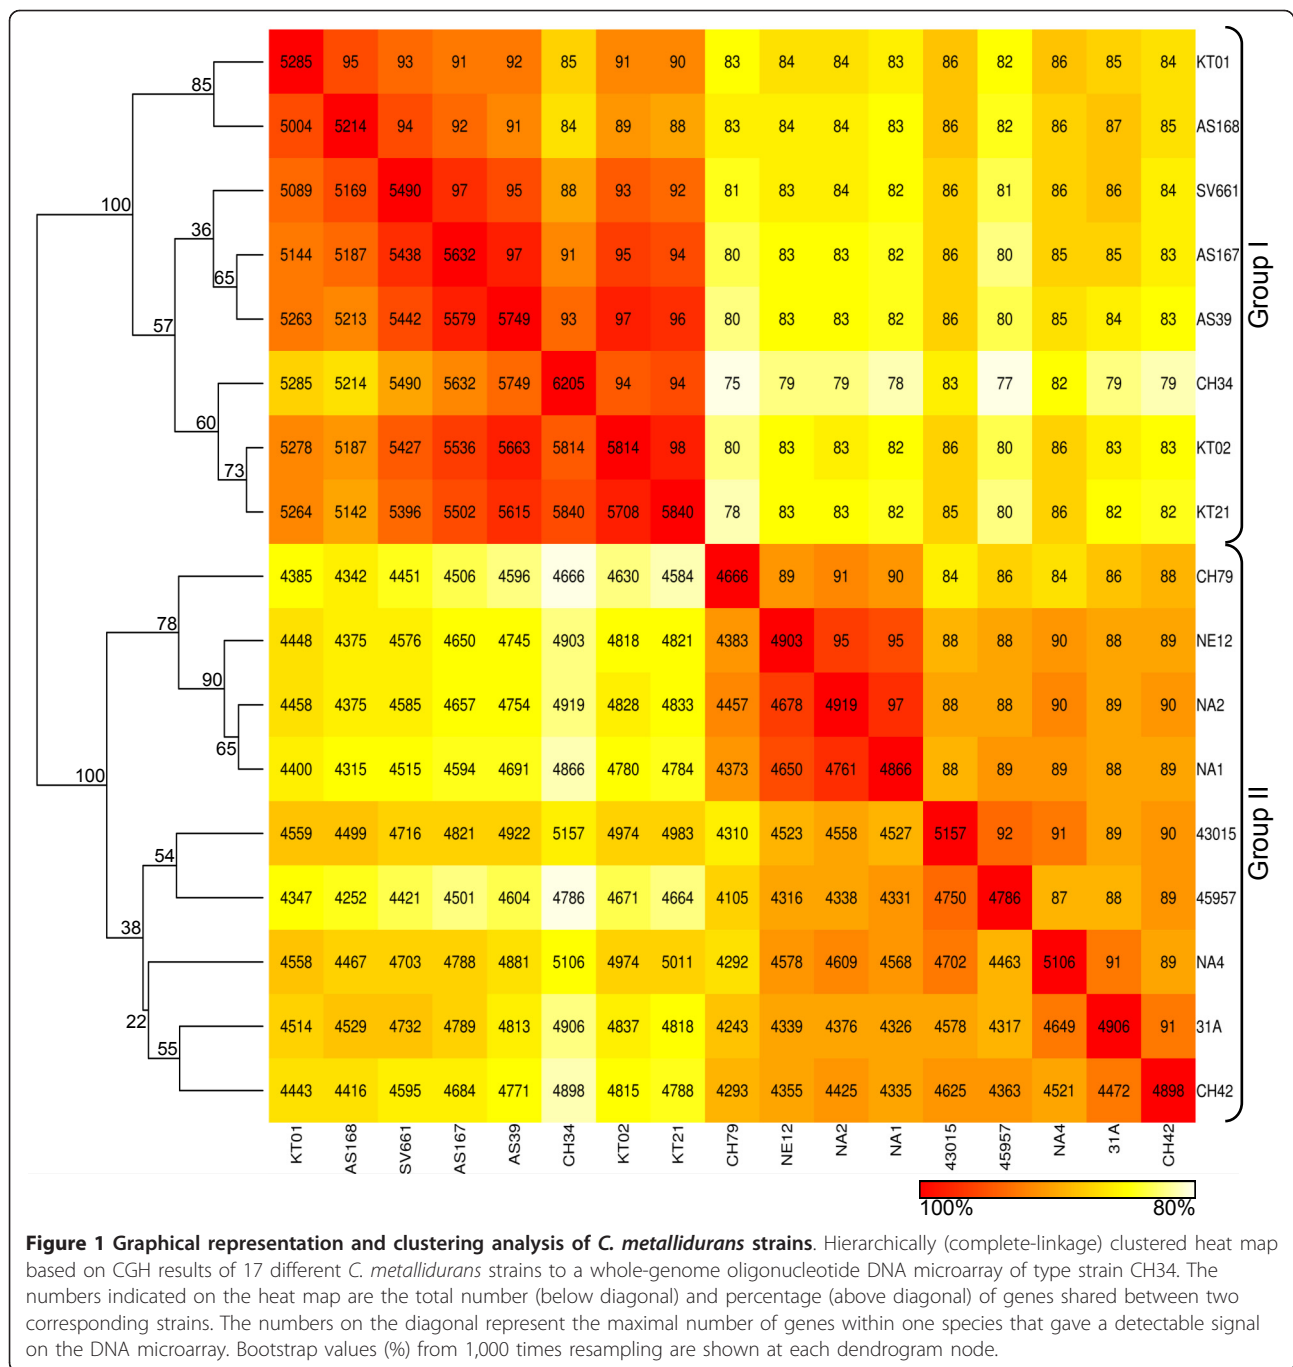 5285 95 93 91 92 85 91 90 83 84 84 83 86 82 86 85 84 KT01
85
5004 5214 94 92 91 84 89 88 83 84 84 83 86 82 86 87 85 AS168
5089 5169 5490 97 95 88 93 92 81 83 84 82 86 81 86 86 84 SV661
100
36
5144 5187 5438 5632 97 91 95 94 80 83 83 82 86 80 85 85 83 AS167
65
Group I
5263 5213 5442 5579 5749 93 97 96 80 83 83 82 86 80 85 84 83 AS39
57
5285 5214 5490 5632 5749 6205 94 94 75 79 79 78 83 77 82 79 79 CH34
60
5278 5187 5427 5536 5663 5814 5814 98 80 83 83 82 86 80 86 83 83 KT02
73
5264 5142 5396 5502 5615 5840 5708 5840 78 83 83 82 85 80 86 82 82 KT21
4385 4342 4451 4506 4596 4666 4630 4584 4666 89 91 90 84 86 84 86 88 CH79
78
4448 4375 4576 4650 4745 4903 4818 4821 4383 4903 95 95 88 88 90 88 89 NE12
90
4458 4375 4585 4657 4754 4919 4828 4833 4457 4678 4919 97 88 88 90 89 90 NA2
65
4400 4315 4515 4594 4691 4866 4780 4784 4373 4650 4761 4866 88 89 89 88 89 NA1
100
4559 4499 4716 4821 4922 5157 4974 4983 4310 4523 4558 4527 5157 92 91 89 90 43015
Group II
54
4347 4252 4421 4501 4604 4786 4671 4664 4105 4316 4338 4331 4750 4786 87 88 89 45957
38
4558 4467 4703 4788 4881 5106 4974 5011 4292 4578 4609 4568 4702 4463 5106 91 89 NA4
22
4514 4529 4732 4789 4813 4906 4837 4818 4243 4339 4376 4326 4578 4317 4649 4906 91 31A
55
4443 4416 4595 4684 4771 4898 4815 4788 4293 4355 4425 4335 4625 4363 4521 4472 4898 CH42
KT01 AS168 SV661 AS167 AS39 CH34 KT02 KT21 CH79 NE12 NA2 NA1 43015 45957 NA4 31A CH42
100% 80%
Figure 1 Graphical representation and clustering analysis of C. metallidurans strains. Hierarchically (complete-linkage) clustered heat map
based on CGH results of 17 different C. metallidurans strains to a whole-genome oligonucleotide DNA microarray of type strain CH34. The
numbers indicated on the heat map are the total number (below diagonal) and percentage (above diagonal) of genes shared between two
corresponding strains. The numbers on the diagonal represent the maximal number of genes within one species that gave a detectable signal
on the DNA microarray. Bootstrap values (%) from 1,000 times resampling are shown at each dendrogram node.